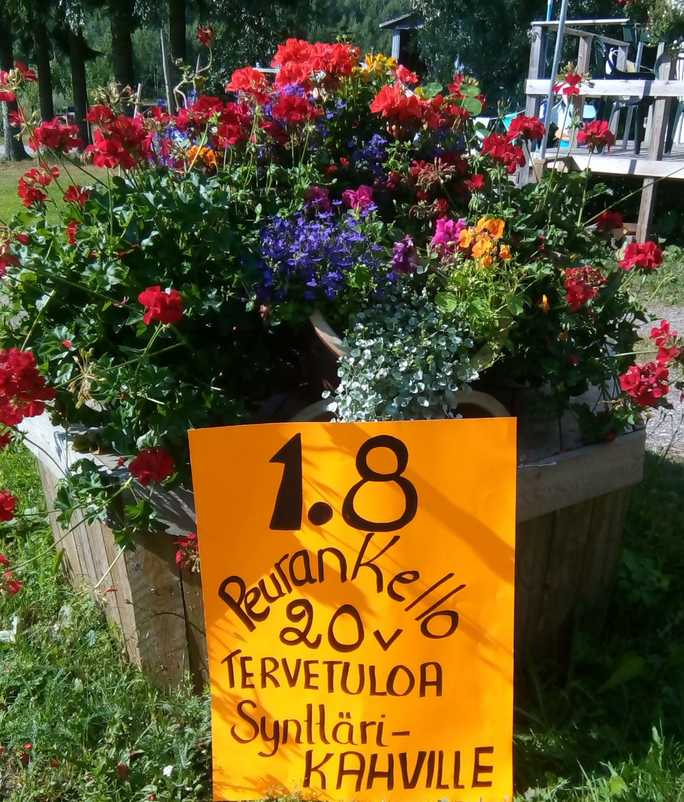 1.8
PeuranKello
20v
TERVETULOA
Synttäri-
KAHVILLE